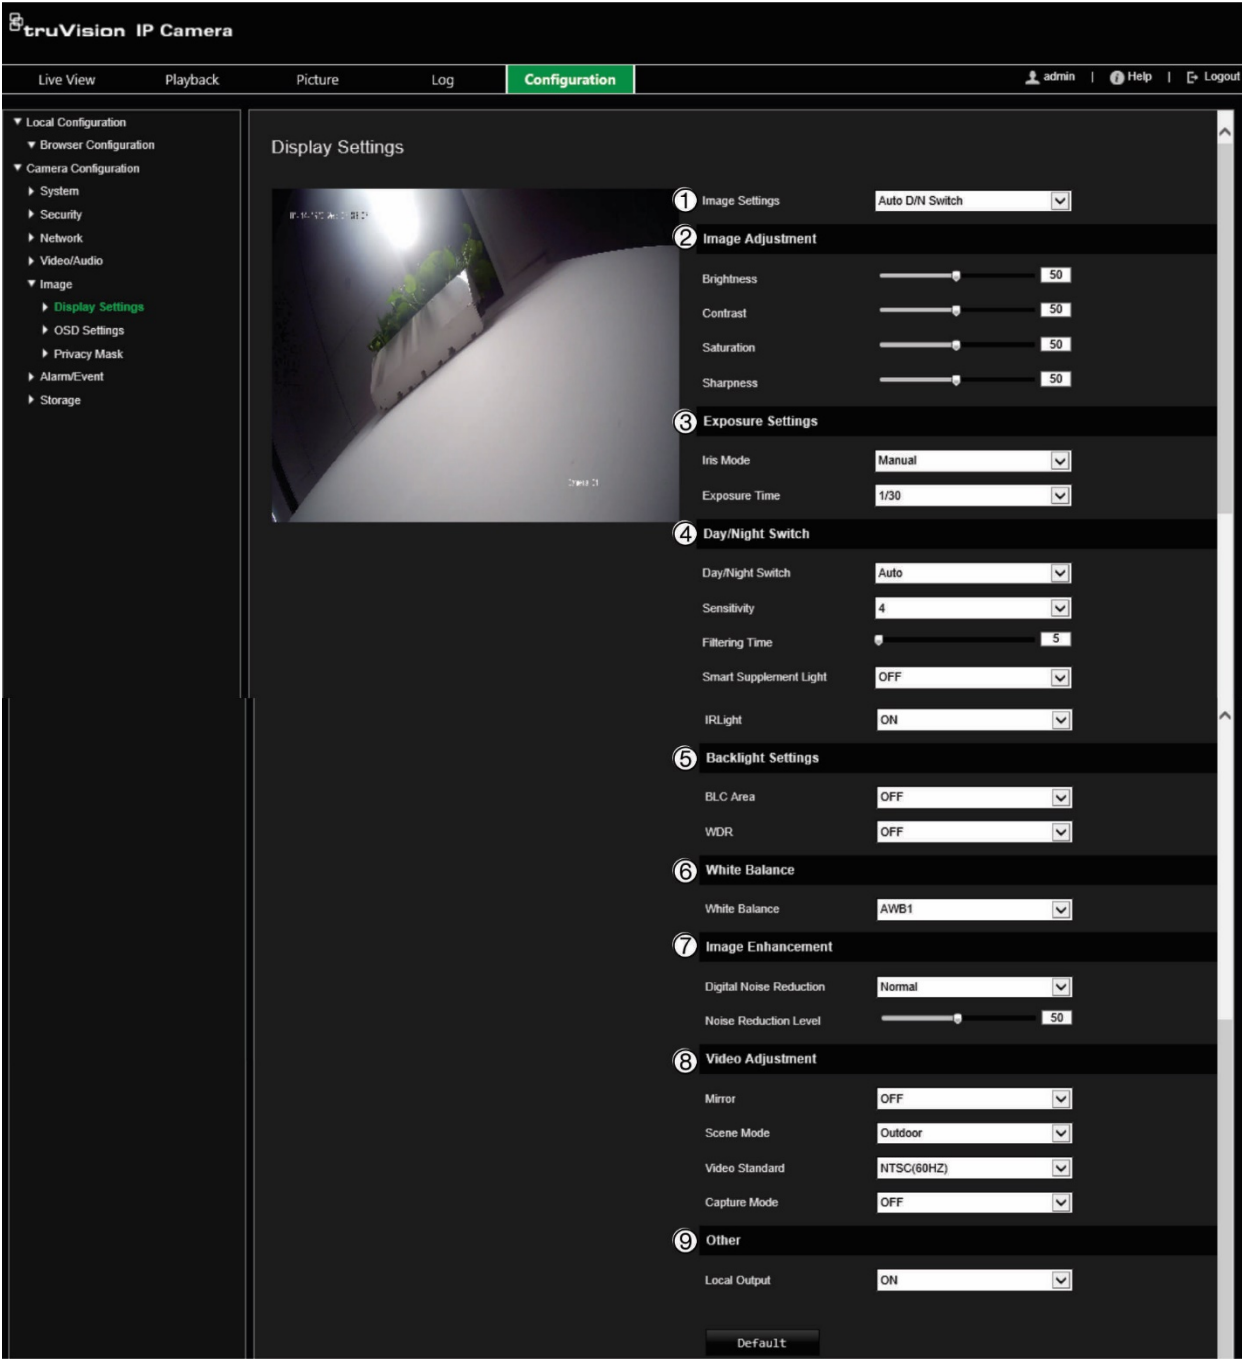 truVision IP Camera
Live View Playback Picture Log Configuration admin | Help | Logout
Local Configuration
Browser Configuration
Camera Configuration
System
Security
Network
Video/Audio
Image
Display Settings
OSD Settings
Privacy Mask
Alarm/Event
Storage
Display Settings
1 Image Settings Auto D/N Switch
2 Image Adjustment
Brightness 50
Contrast 50
Saturation 50
Sharpness 50
3 Exposure Settings
Iris Mode Manual
Exposure Time 1/30
4 Day/Night Switch
Day/Night Switch Auto
Sensitivity 4
Filtering Time 5
Smart Supplement Light OFF
IRLight ON
5 Backlight Settings
BLC Area OFF
WDR OFF
6 White Balance
White Balance AWB1
7 Image Enhancement
Digital Noise Reduction Normal
Noise Reduction Level 50
8 Video Adjustment
Mirror OFF
Scene Mode Outdoor
Video Standard NTSC(60HZ)
Capture Mode OFF
9 Other
Local Output ON
Default